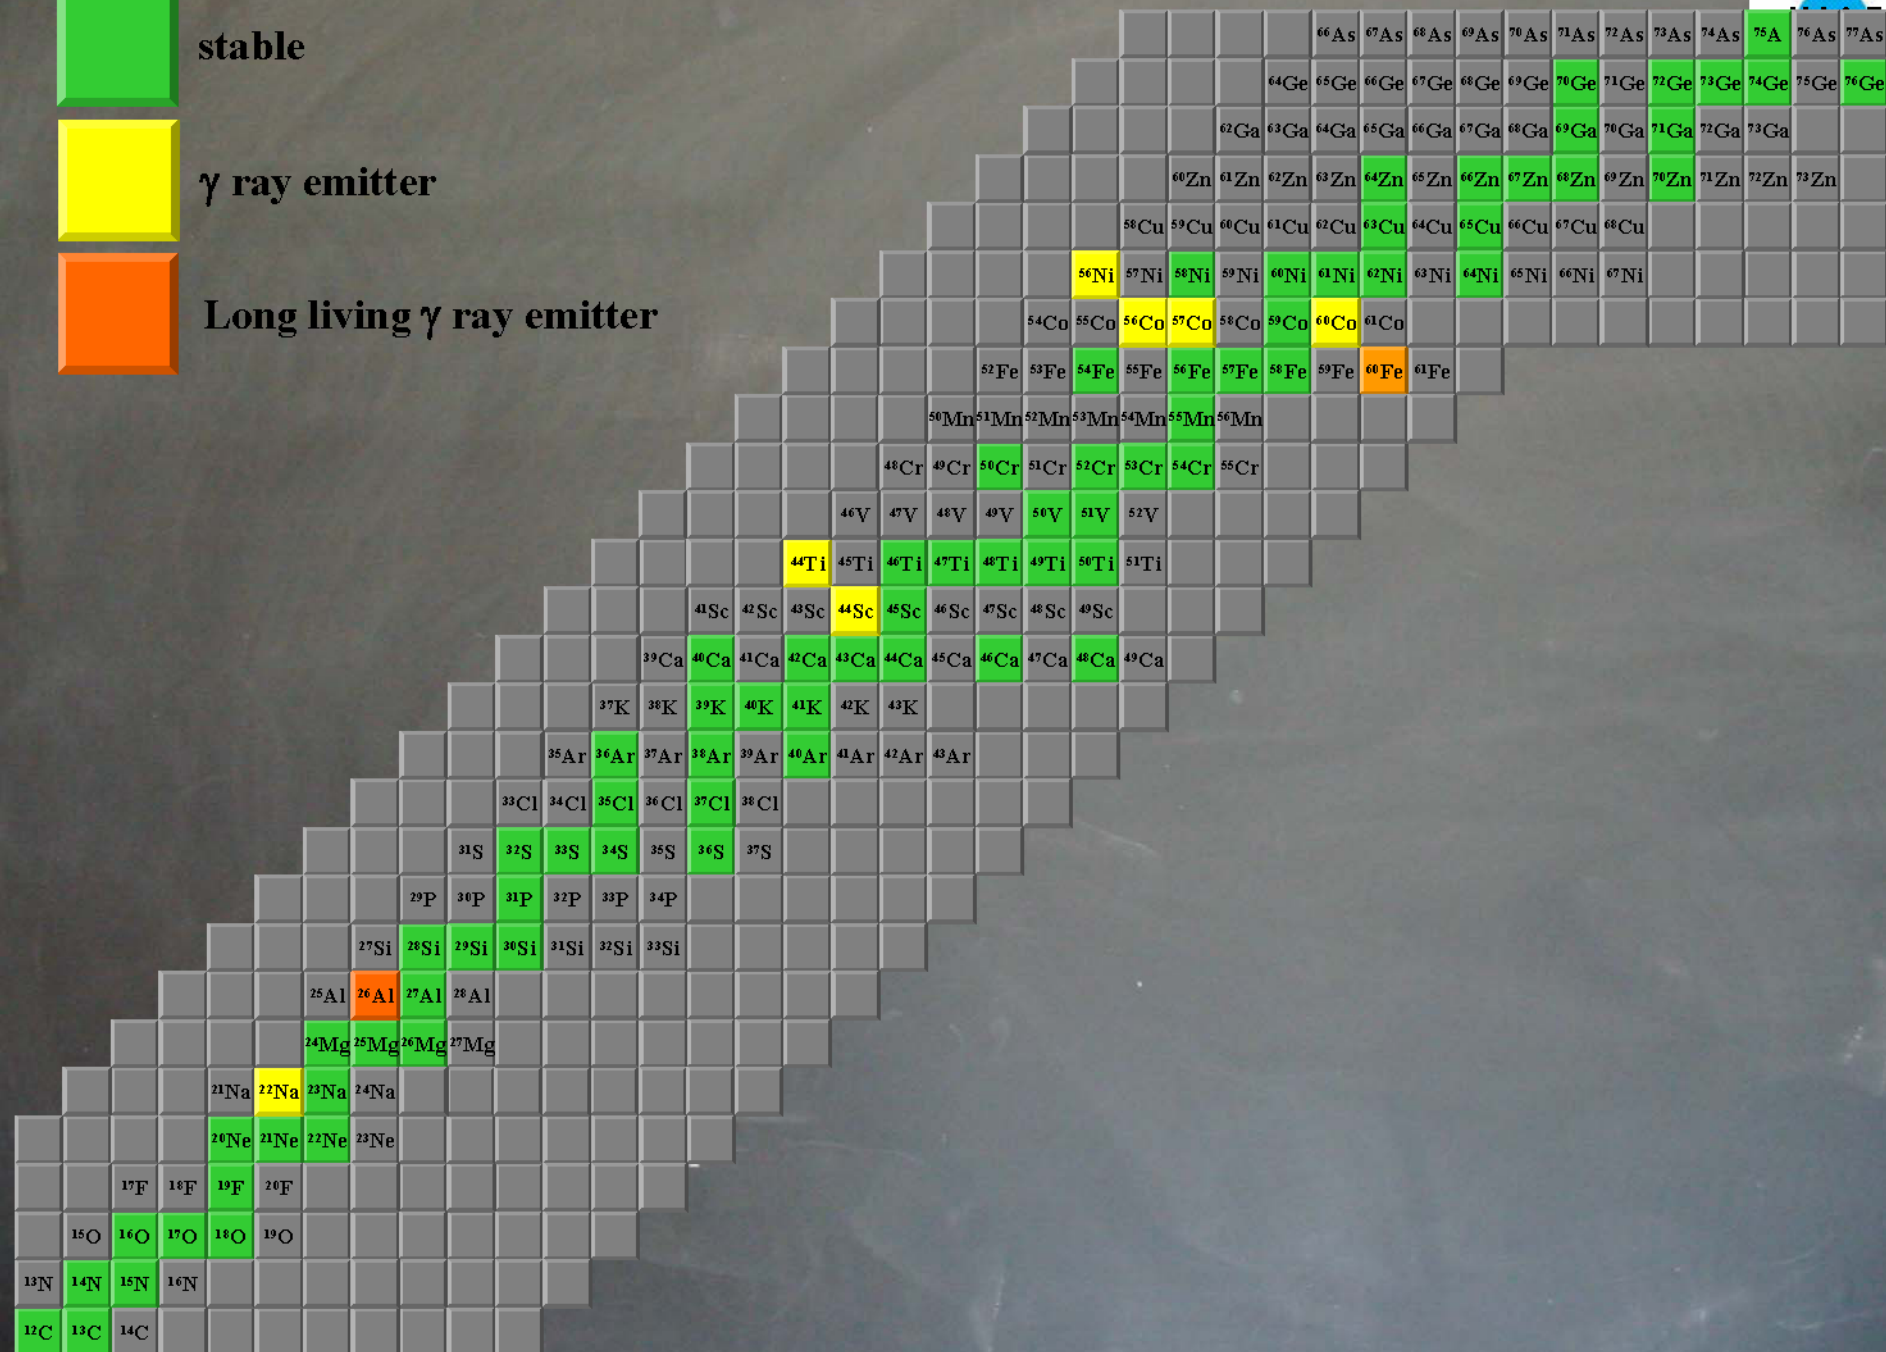 stable
γ ray emitter
Long living γ ray emitter
⁶⁶As ⁶⁷As ⁶⁸As ⁶⁹As ⁷⁰As ⁷¹As ⁷²As ⁷³As ⁷⁴As ⁷⁵A ⁷⁶As ⁷⁷As
⁶⁴Ge ⁶⁵Ge ⁶⁶Ge ⁶⁷Ge ⁶⁸Ge ⁶⁹Ge ⁷⁰Ge ⁷¹Ge ⁷²Ge ⁷³Ge ⁷⁴Ge ⁷⁵Ge ⁷⁶Ge
⁶²Ga ⁶³Ga ⁶⁴Ga ⁶⁵Ga ⁶⁶Ga ⁶⁷Ga ⁶⁸Ga ⁶⁹Ga ⁷⁰Ga ⁷¹Ga ⁷²Ga ⁷³Ga
⁶⁰Zn ⁶¹Zn ⁶²Zn ⁶³Zn ⁶⁴Zn ⁶⁵Zn ⁶⁶Zn ⁶⁷Zn ⁶⁸Zn ⁶⁹Zn ⁷⁰Zn ⁷¹Zn ⁷²Zn ⁷³Zn
⁵⁸Cu ⁵⁹Cu ⁶⁰Cu ⁶¹Cu ⁶²Cu ⁶³Cu ⁶⁴Cu ⁶⁵Cu ⁶⁶Cu ⁶⁷Cu ⁶⁸Cu
⁵⁶Ni ⁵⁷Ni ⁵⁸Ni ⁵⁹Ni ⁶⁰Ni ⁶¹Ni ⁶²Ni ⁶³Ni ⁶⁴Ni ⁶⁵Ni ⁶⁶Ni ⁶⁷Ni
⁵⁴Co ⁵⁵Co ⁵⁶Co ⁵⁷Co ⁵⁸Co ⁵⁹Co ⁶⁰Co ⁶¹Co
⁵²Fe ⁵³Fe ⁵⁴Fe ⁵⁵Fe ⁵⁶Fe ⁵⁷Fe ⁵⁸Fe ⁵⁹Fe ⁶⁰Fe ⁶¹Fe
⁵⁰Mn ⁵¹Mn ⁵²Mn ⁵³Mn ⁵⁴Mn ⁵⁵Mn ⁵⁶Mn
⁴⁸Cr ⁴⁹Cr ⁵⁰Cr ⁵¹Cr ⁵²Cr ⁵³Cr ⁵⁴Cr ⁵⁵Cr
⁴⁶V ⁴⁷V ⁴⁸V ⁴⁹V ⁵⁰V ⁵¹V ⁵²V
⁴⁴Ti ⁴⁵Ti ⁴⁶Ti ⁴⁷Ti ⁴⁸Ti ⁴⁹Ti ⁵⁰Ti ⁵¹Ti
⁴¹Sc ⁴²Sc ⁴³Sc ⁴⁴Sc ⁴⁵Sc ⁴⁶Sc ⁴⁷Sc ⁴⁸Sc ⁴⁹Sc
³⁹Ca ⁴⁰Ca ⁴¹Ca ⁴²Ca ⁴³Ca ⁴⁴Ca ⁴⁵Ca ⁴⁶Ca ⁴⁷Ca ⁴⁸Ca ⁴⁹Ca
³⁷K ³⁸K ³⁹K ⁴⁰K ⁴¹K ⁴²K ⁴³K
³⁵Ar ³⁶Ar ³⁷Ar ³⁸Ar ³⁹Ar ⁴⁰Ar ⁴¹Ar ⁴²Ar ⁴³Ar
³³Cl ³⁴Cl ³⁵Cl ³⁶Cl ³⁷Cl ³⁸Cl
³¹S ³²S ³³S ³⁴S ³⁵S ³⁶S ³⁷S
²⁹P ³⁰P ³¹P ³²P ³³P ³⁴P
²⁷Si ²⁸Si ²⁹Si ³⁰Si ³¹Si ³²Si ³³Si
²⁵Al ²⁶Al ²⁷Al ²⁸Al
²⁴Mg ²⁵Mg ²⁶Mg ²⁷Mg
²¹Na ²²Na ²³Na ²⁴Na
²⁰Ne ²¹Ne ²²Ne ²³Ne
¹⁷F ¹⁸F ¹⁹F ²⁰F
¹⁵O ¹⁶O ¹⁷O ¹⁸O ¹⁹O
¹³N ¹⁴N ¹⁵N ¹⁶N
¹²C ¹³C ¹⁴C